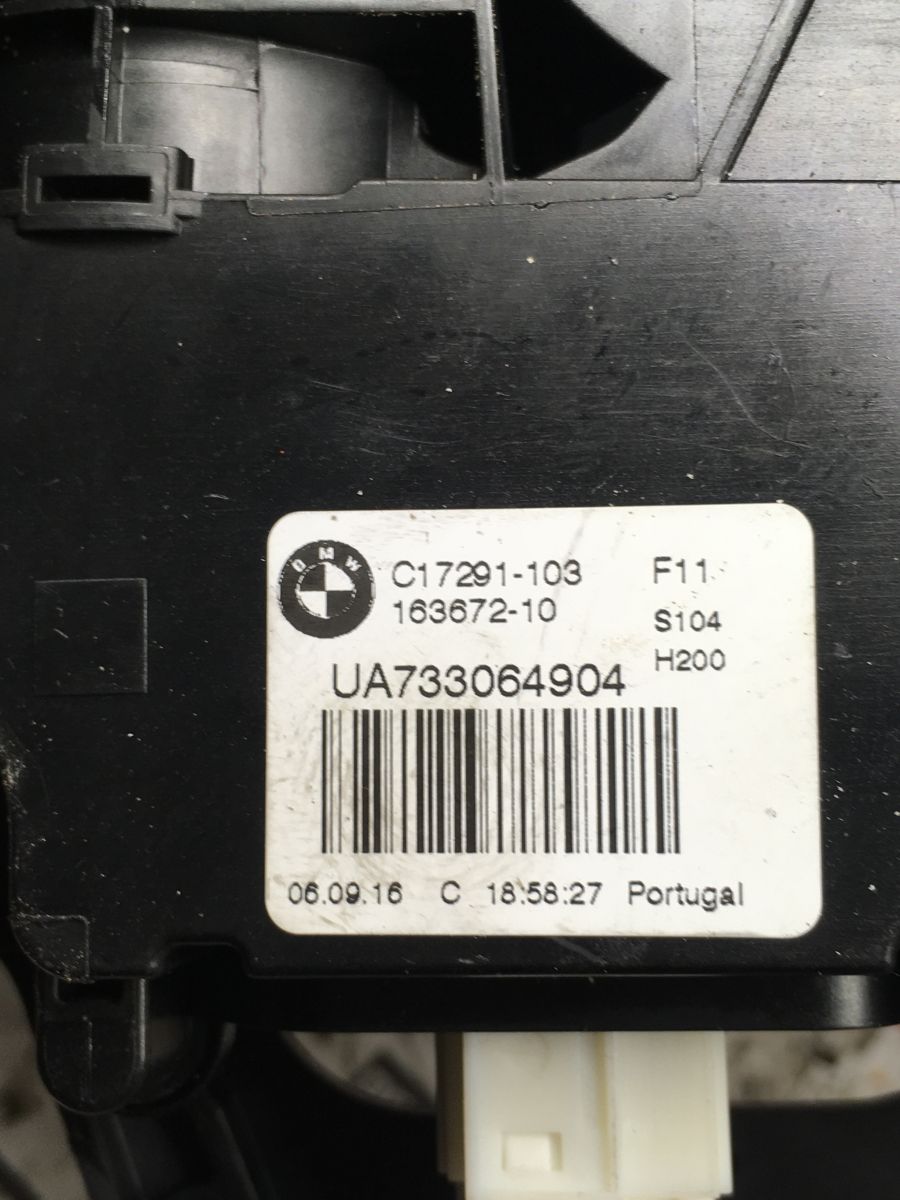 BMW
C17291-103 F11
163672-10 S104
H200
UA733064904
06.09.16 C 18:58:27 Portugal